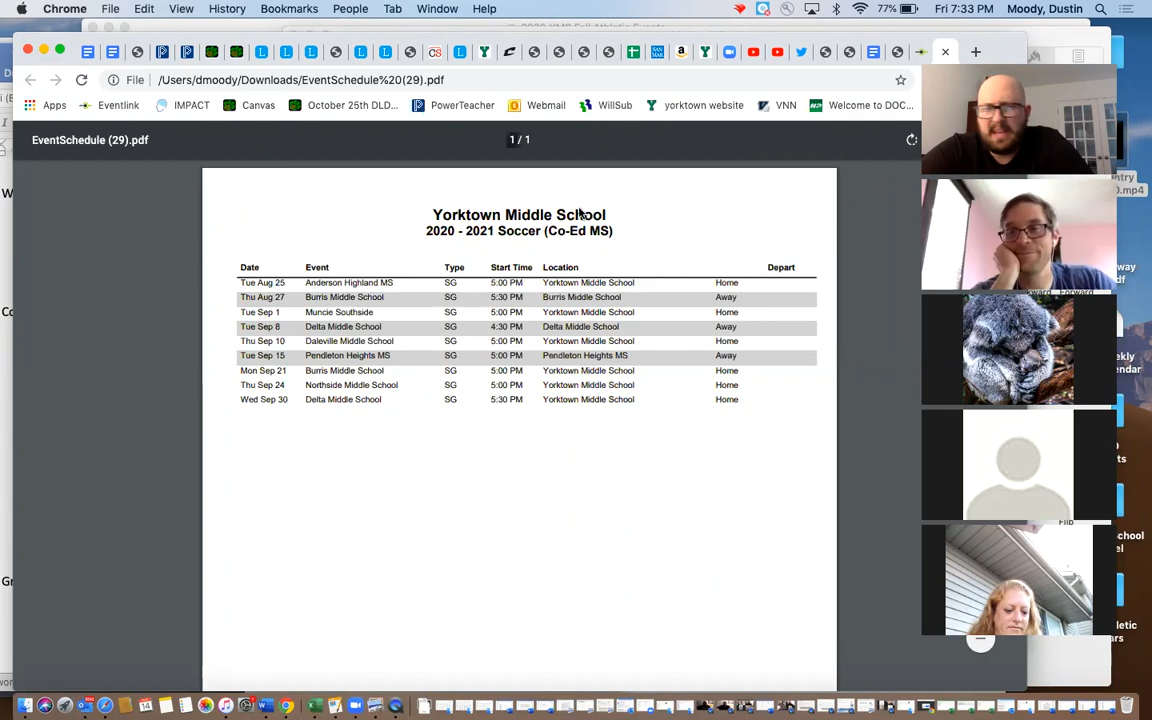 Chrome File Edit View History Bookmarks People Tab Window Help 77% Fri 7:33 PM Moody, Dustin
File /Users/dmoody/Downloads/EventSchedule%20(29).pdf
Apps Eventlink IMPACT Canvas October 25th DLD... PowerTeacher Webmail WillSub yorktown website VNN Welcome to DOC...
EventSchedule (29).pdf 1 / 1
Yorktown Middle School
2020 - 2021 Soccer (Co-Ed MS)
Date Event Type Start Time Location Depart
Tue Aug 25 Anderson Highland MS SG 5:00 PM Yorktown Middle School Home
Thu Aug 27 Burris Middle School SG 5:30 PM Burris Middle School Away
Tue Sep 1 Muncie Southside SG 5:00 PM Yorktown Middle School Home
Tue Sep 8 Delta Middle School SG 4:30 PM Delta Middle School Away
Thu Sep 10 Daleville Middle School SG 5:00 PM Yorktown Middle School Home
Tue Sep 15 Pendleton Heights MS SG 5:00 PM Pendleton Heights MS Away
Mon Sep 21 Burris Middle School SG 5:00 PM Yorktown Middle School Home
Thu Sep 24 Northside Middle School SG 5:00 PM Yorktown Middle School Home
Wed Sep 30 Delta Middle School SG 5:30 PM Yorktown Middle School Home